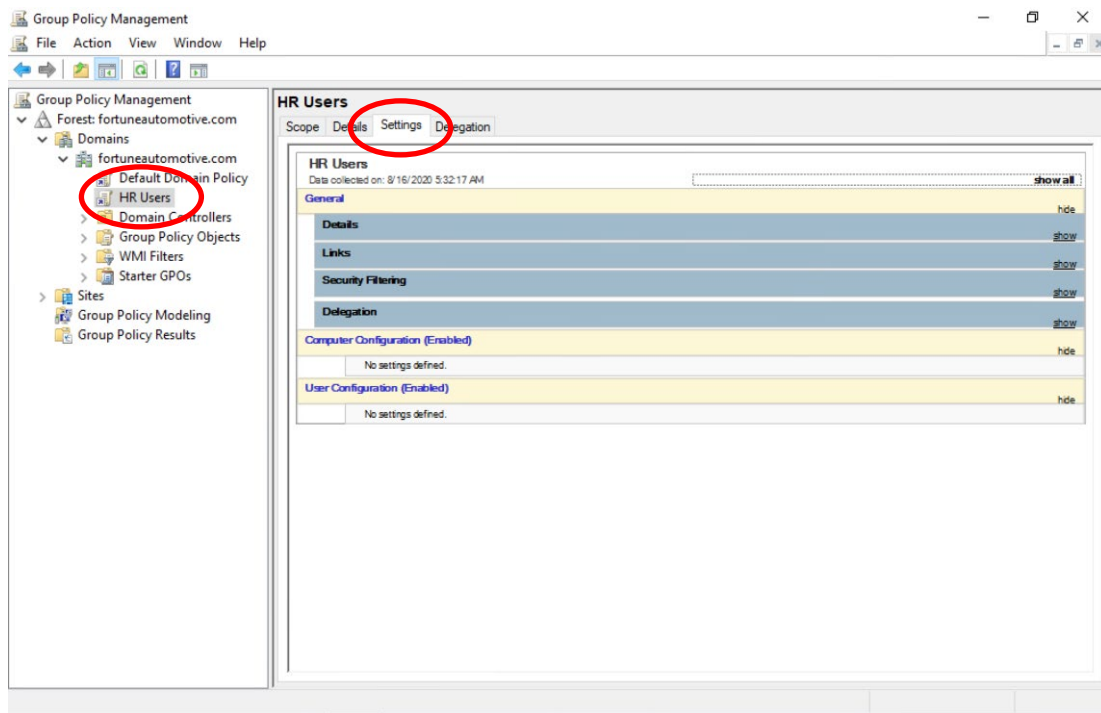 Group Policy Management
File Action View Window Help
Group Policy Management
Forest: fortuneautomotive.com
Domains
fortuneautomotive.com
Default Domain Policy
HR Users
Domain Controllers
Group Policy Objects
WMI Filters
Starter GPOs
Sites
Group Policy Modeling
Group Policy Results
HR Users
Scope Details Settings Delegation
HR Users
Data collected on: 8/16/2020 5:32:17 AM show all
General
hide
Details
show
Links
show
Security Filtering
show
Delegation
show
Computer Configuration (Enabled)
hide
No settings defined.
User Configuration (Enabled)
hide
No settings defined.